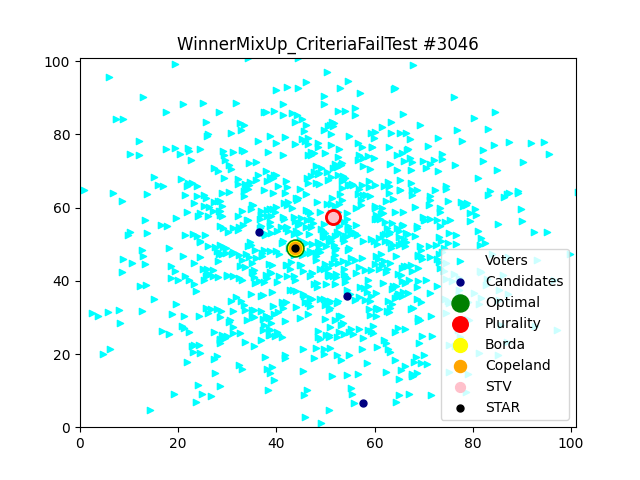 WinnerMixUp_CriteriaFailTest #3046
100
80
60
40
20
0
0
20
40
60
80
100
Voters
Candidates
Optimal
Plurality
Borda
Copeland
STV
STAR